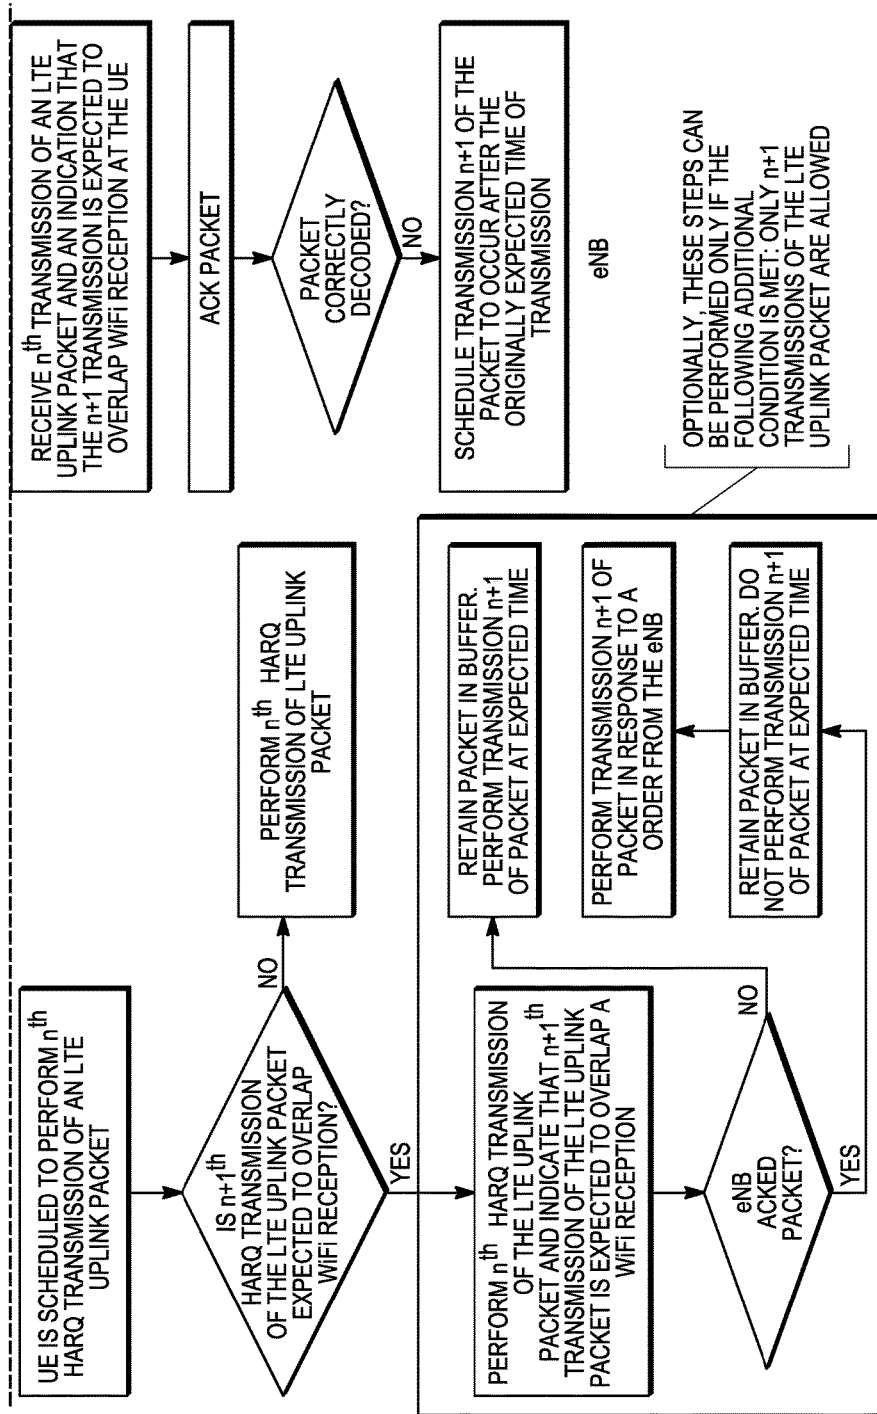 UE IS SCHEDULED TO PERFORM nth
HARQ TRANSMISSION OF AN LTE
UPLINK PACKET
IS n+1th
HARQ TRANSMISSION
OF THE LTE UPLINK PACKET
EXPECTED TO OVERLAP
WiFi RECEPTION?
NO
PERFORM nth HARQ
TRANSMISSION OF LTE UPLINK
PACKET
YES
PERFORM nth HARQ TRANSMISSION
OF THE LTE UPLINK
PACKET AND INDICATE THAT n+1th
TRANSMISSION OF THE LTE UPLINK
PACKET IS EXPECTED TO OVERLAP A
WiFi RECEPTION
eNB
ACKED
PACKET?
NO
RETAIN PACKET IN BUFFER.
PERFORM TRANSMISSION n+1
OF PACKET AT EXPECTED TIME
YES
RETAIN PACKET IN BUFFER. DO
NOT PERFORM TRANSMISSION n+1
OF PACKET AT EXPECTED TIME
PERFORM TRANSMISSION n+1 OF
PACKET IN RESPONSE TO A
ORDER FROM THE eNB
RECEIVE nth TRANSMISSION OF AN LTE
UPLINK PACKET AND AN INDICATION THAT
THE n+1 TRANSMISSION IS EXPECTED TO
OVERLAP WiFi RECEPTION AT THE UE
ACK PACKET
PACKET
CORRECTLY
DECODED?
NO
SCHEDULE TRANSMISSION n+1 OF THE
PACKET TO OCCUR AFTER THE
ORIGINALLY EXPECTED TIME OF
TRANSMISSION
eNB
OPTIONALLY, THESE STEPS CAN
BE PERFORMED ONLY IF THE
FOLLOWING ADDITIONAL
CONDITION IS MET: ONLY n+1
TRANSMISSIONS OF THE LTE
UPLINK PACKET ARE ALLOWED